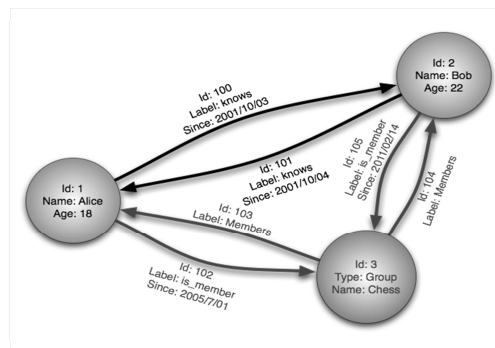 Id: 2
Name: Bob
Age: 22
Id: 100
Label: knows
Since: 2001/10/03
Id: 101
Label: knows
Since: 2001/10/04
Id: 105
Label: is_member
Since: 2011/02/14
Id: 104
Label: Members
Id: 1
Name: Alice
Age: 18
Id: 103
Label: Members
Id: 102
Label: is_member
Since: 2005/7/01
Id: 3
Type: Group
Name: Chess